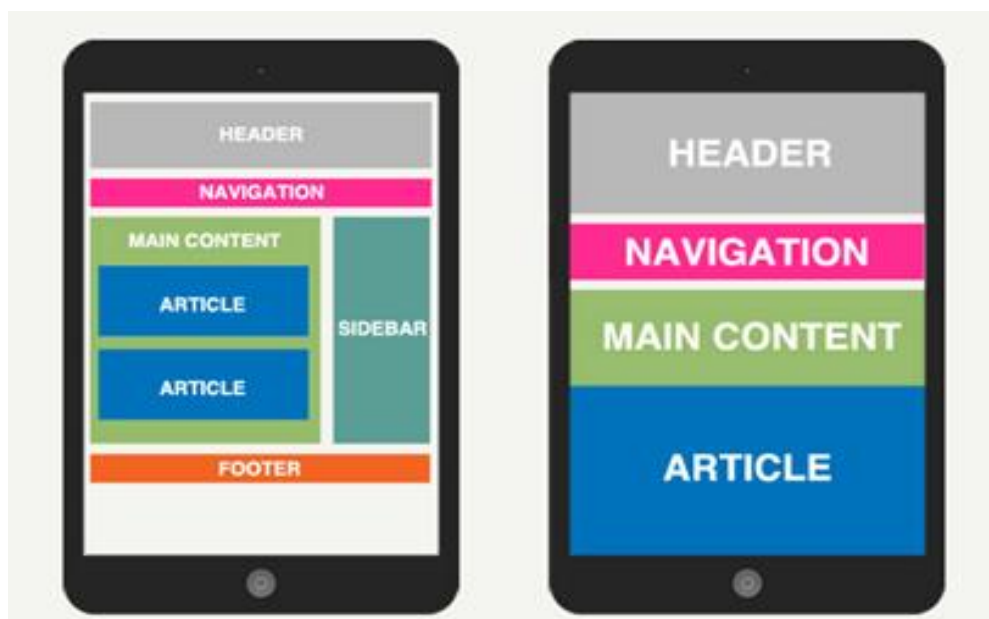 HEADER
NAVIGATION
MAIN CONTENT
ARTICLE
ARTICLE
SIDEBAR
FOOTER
HEADER
NAVIGATION
MAIN CONTENT
ARTICLE